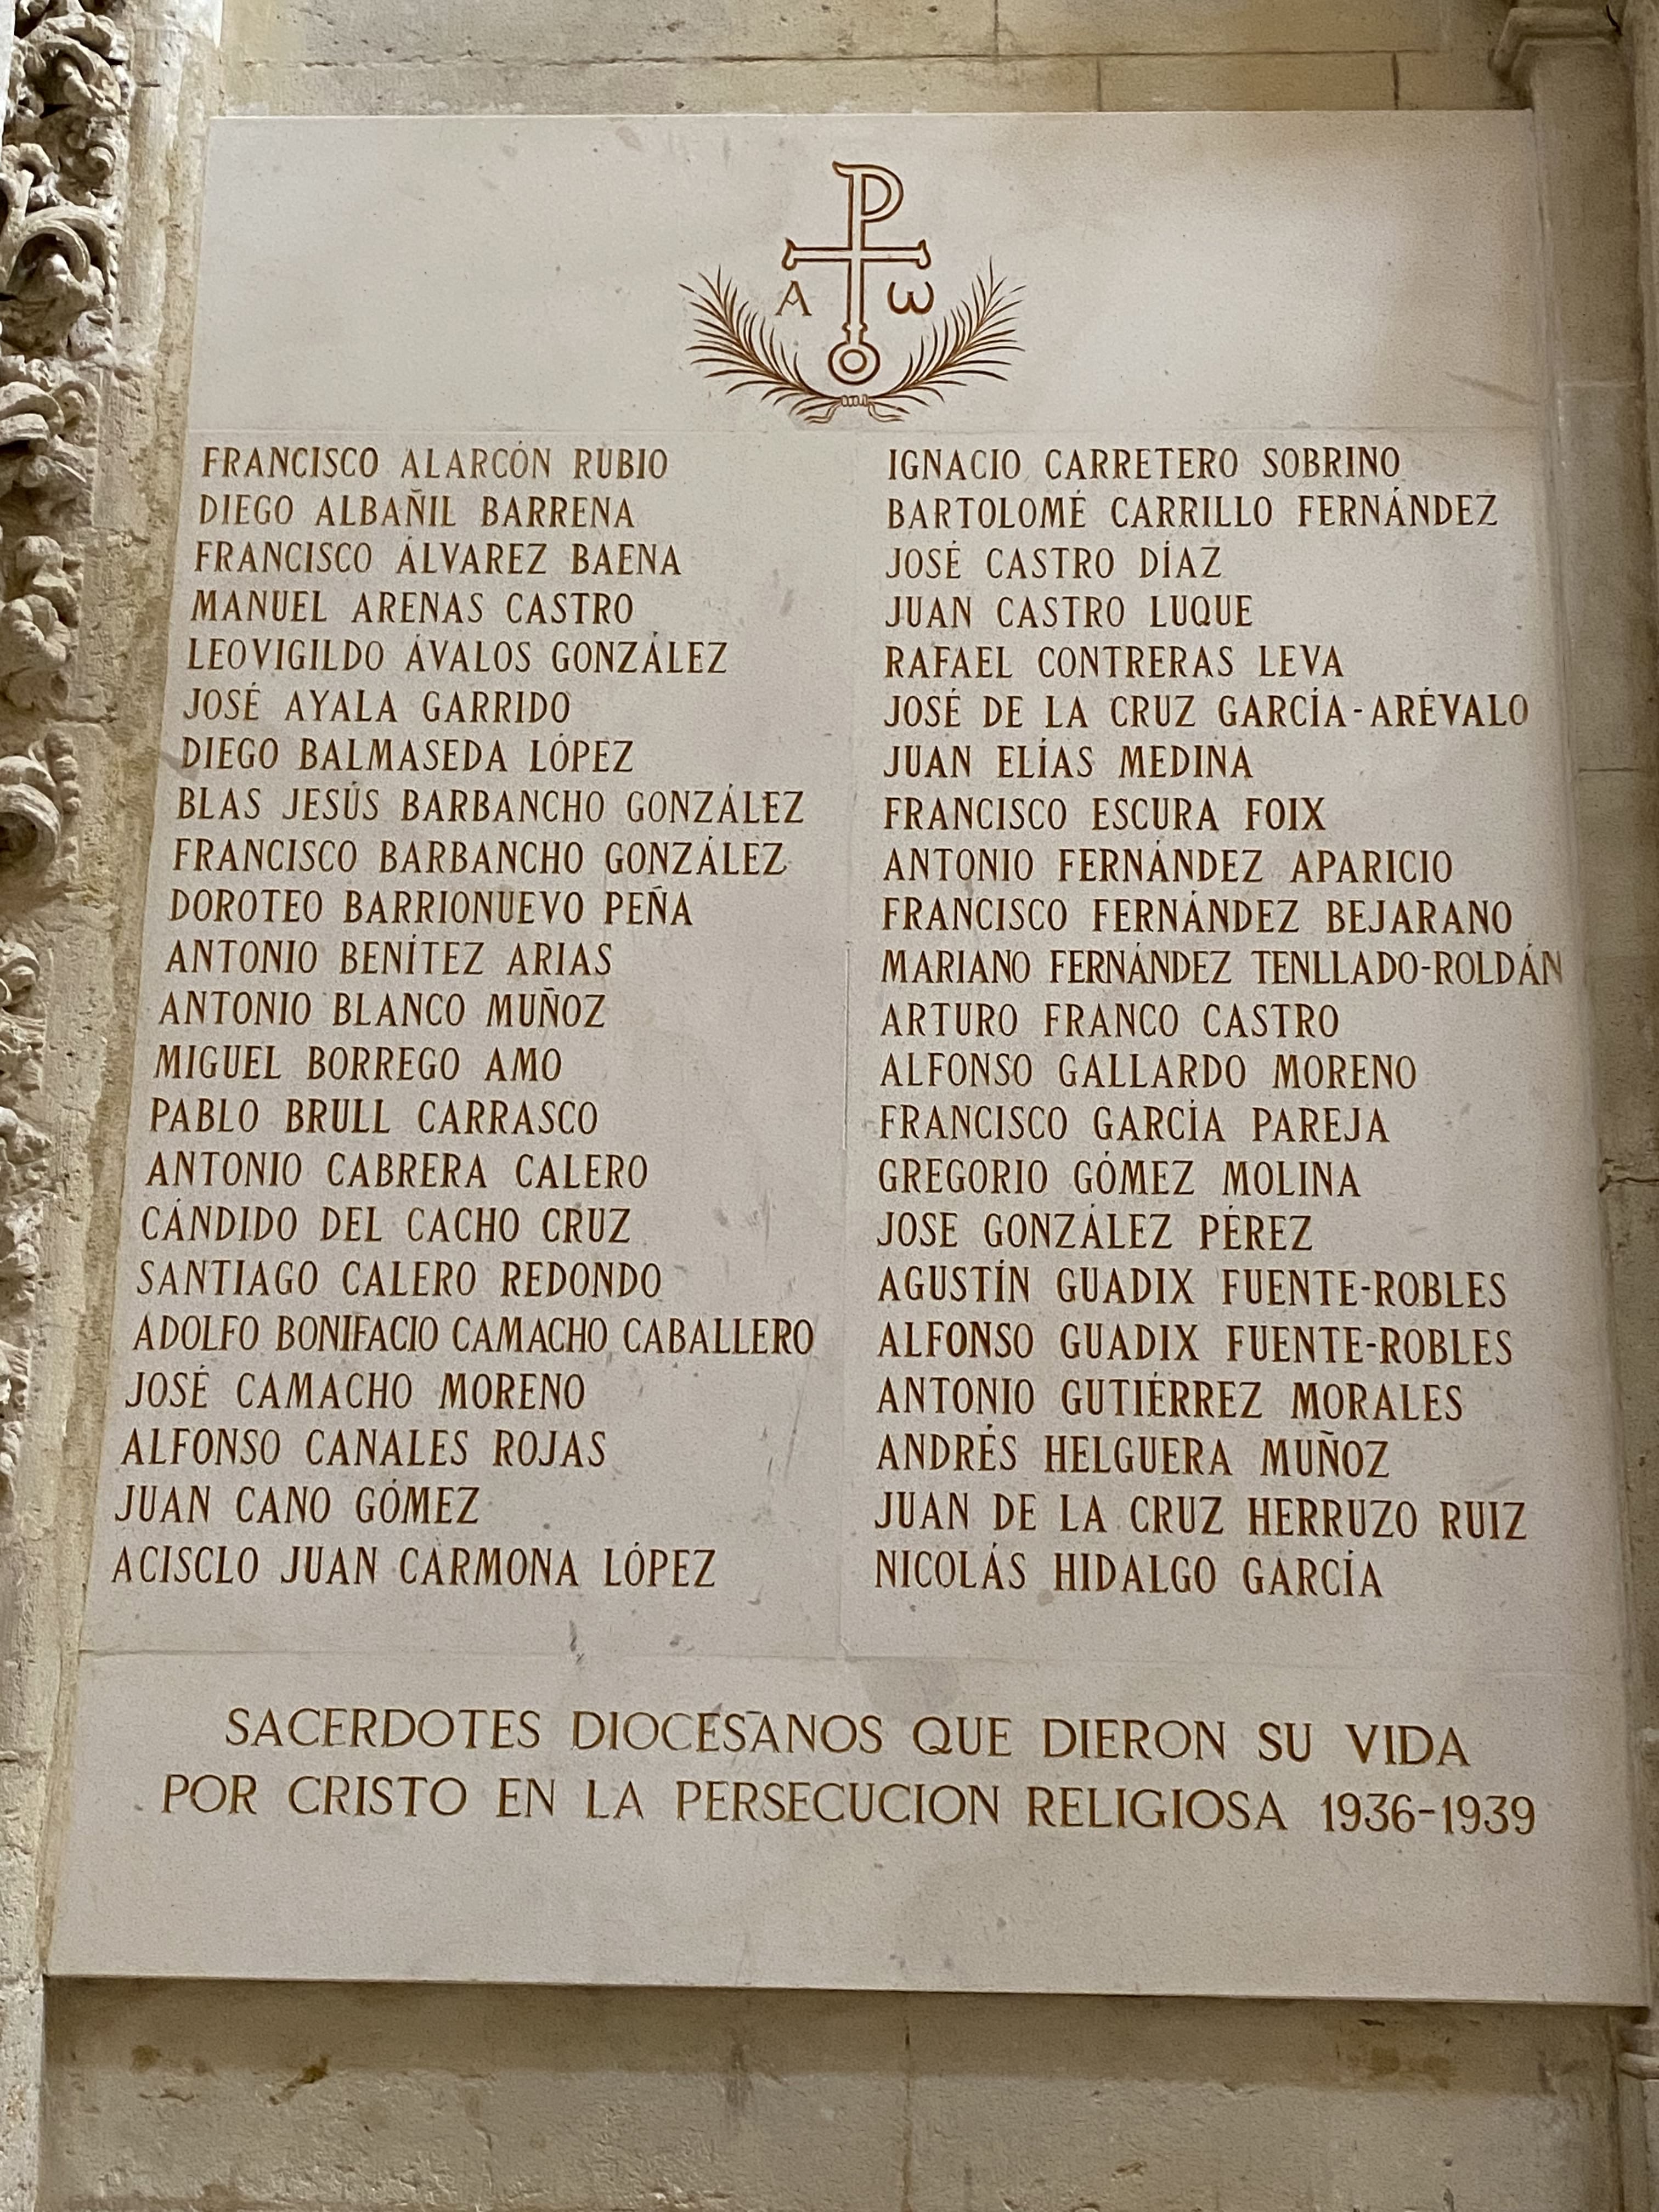 P
A ω
FRANCISCO ALARCÓN RUBIO
DIEGO ALBAÑIL BARRENA
FRANCISCO ÁLVAREZ BAENA
MANUEL ARENAS CASTRO
LEOVIGILDO ÁVALOS GONZÁLEZ
JOSÉ AYALA GARRIDO
DIEGO BALMASEDA LÓPEZ
BLAS JESÚS BARBANCHO GONZÁLEZ
FRANCISCO BARBANCHO GONZÁLEZ
DOROTEO BARRIONUEVO PEÑA
ANTONIO BENÍTEZ ARIAS
ANTONIO BLANCO MUÑOZ
MIGUEL BORREGO AMO
PABLO BRULL CARRASCO
ANTONIO CABRERA CALERO
CÁNDIDO DEL CACHO CRUZ
SANTIAGO CALERO REDONDO
ADOLFO BONIFACIO CAMACHO CABALLERO
JOSÉ CAMACHO MORENO
ALFONSO CANALES ROJAS
JUAN CANO GÓMEZ
ACISCLO JUAN CARMONA LÓPEZ
IGNACIO CARRETERO SOBRINO
BARTOLOMÉ CARRILLO FERNÁNDEZ
JOSÉ CASTRO DÍAZ
JUAN CASTRO LUQUE
RAFAEL CONTRERAS LEVA
JOSÉ DE LA CRUZ GARCÍA-ARÉVALO
JUAN ELÍAS MEDINA
FRANCISCO ESCURA FOIX
ANTONIO FERNÁNDEZ APARICIO
FRANCISCO FERNÁNDEZ BEJARANO
MARIANO FERNÁNDEZ TENLLADO-ROLDÁN
ARTURO FRANCO CASTRO
ALFONSO GALLARDO MORENO
FRANCISCO GARCÍA PAREJA
GREGORIO GÓMEZ MOLINA
JOSE GONZÁLEZ PÉREZ
AGUSTÍN GUADIX FUENTE-ROBLES
ALFONSO GUADIX FUENTE-ROBLES
ANTONIO GUTIÉRREZ MORALES
ANDRÉS HELGUERA MUÑOZ
JUAN DE LA CRUZ HERRUZO RUIZ
NICOLÁS HIDALGO GARCÍA
SACERDOTES DIOCESANOS QUE DIERON SU VIDA
POR CRISTO EN LA PERSECUCION RELIGIOSA 1936-1939